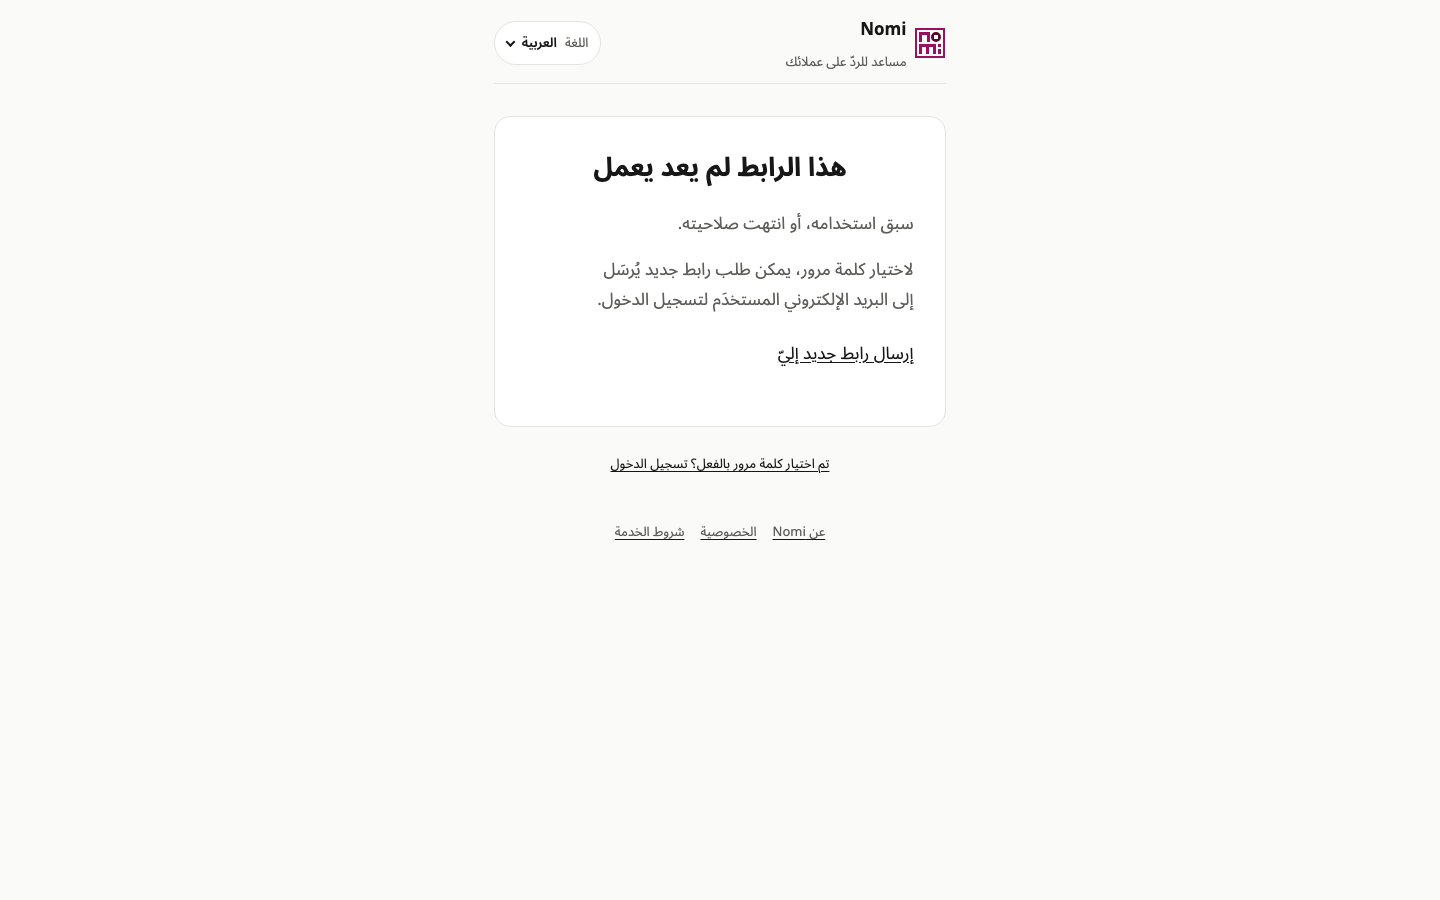 Nomi
مساعد للردّ على عملائك
اللغة العربية
هذا الرابط لم يعد يعمل
سبق استخدامه، أو انتهت صلاحيته.
لاختيار كلمة مرور، يمكن طلب رابط جديد يُرسَل
إلى البريد الإلكتروني المستخدَم لتسجيل الدخول.
إرسال رابط جديد إليّ
تم اختيار كلمة مرور بالفعل؟ تسجيل الدخول
عن Nomi الخصوصية شروط الخدمة